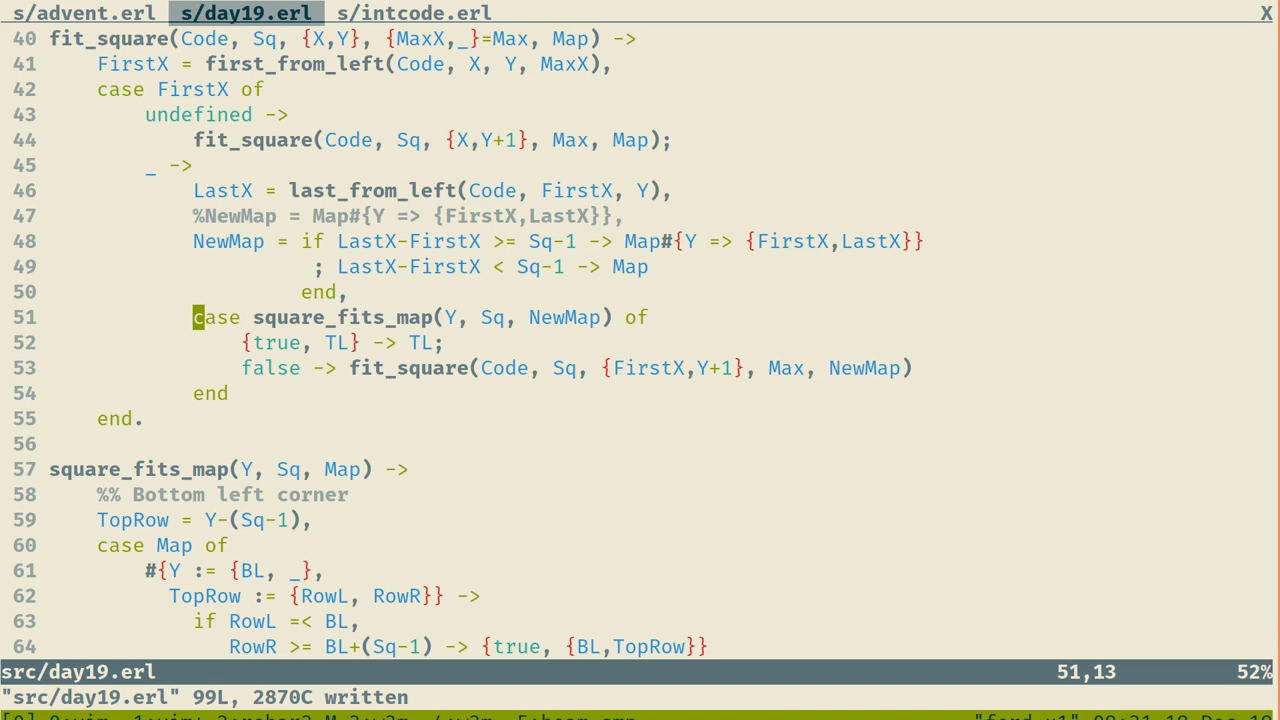 s/advent.erl  s/day19.erl  s/intcode.erl X
40 fit_square(Code, Sq, {X,Y}, {MaxX,_}=Max, Map) ->
41     FirstX = first_from_left(Code, X, Y, MaxX),
42     case FirstX of
43         undefined ->
44             fit_square(Code, Sq, {X,Y+1}, Max, Map);
45         _ ->
46             LastX = last_from_left(Code, FirstX, Y),
47             %NewMap = Map#{Y => {FirstX,LastX}},
48             NewMap = if LastX-FirstX >= Sq-1 -> Map#{Y => {FirstX,LastX}}
49                       ; LastX-FirstX < Sq-1 -> Map
50                      end,
51             case square_fits_map(Y, Sq, NewMap) of
52                 {true, TL} -> TL;
53                 false -> fit_square(Code, Sq, {FirstX,Y+1}, Max, NewMap)
54             end
55     end.
56
57 square_fits_map(Y, Sq, Map) ->
58     %% Bottom left corner
59     TopRow = Y-(Sq-1),
60     case Map of
61         #{Y := {BL, _},
62           TopRow := {RowL, RowR}} ->
63             if RowL =< BL,
64                RowR >= BL+(Sq-1) -> {true, {BL,TopRow}}
src/day19.erl 51,13 52%
"src/day19.erl" 99L, 2870C written